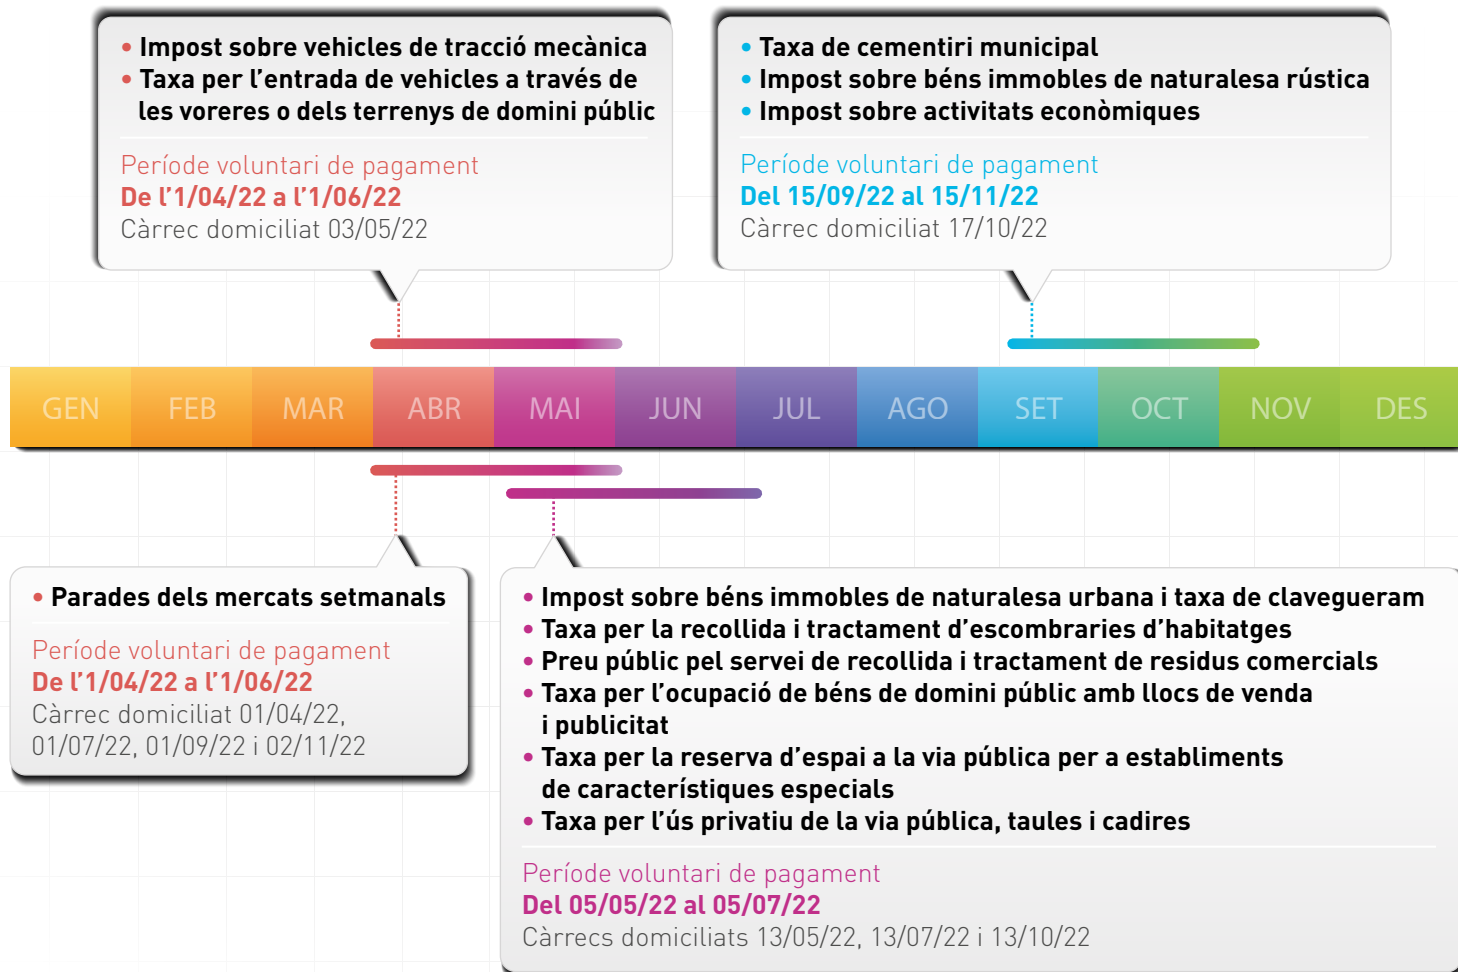 • Impost sobre vehicles de tracció mecànica
• Taxa per l’entrada de vehicles a través de
les voreres o dels terrenys de domini públic
Període voluntari de pagament
De l’1/04/22 a l’1/06/22
Càrrec domiciliat 03/05/22
• Taxa de cementiri municipal
• Impost sobre béns immobles de naturalesa rústica
• Impost sobre activitats econòmiques
Període voluntari de pagament
Del 15/09/22 al 15/11/22
Càrrec domiciliat 17/10/22
GEN FEB MAR ABR MAI JUN JUL AGO SET OCT NOV DES
• Parades dels mercats setmanals
Període voluntari de pagament
De l’1/04/22 a l’1/06/22
Càrrec domiciliat 01/04/22,
01/07/22, 01/09/22 i 02/11/22
• Impost sobre béns immobles de naturalesa urbana i taxa de clavegueram
• Taxa per la recollida i tractament d’escombraries d’habitatges
• Preu públic pel servei de recollida i tractament de residus comercials
• Taxa per l’ocupació de béns de domini públic amb llocs de venda
i publicitat
• Taxa per la reserva d’espai a la via pública per a establiments
de característiques especials
• Taxa per l’ús privatiu de la via pública, taules i cadires
Període voluntari de pagament
Del 05/05/22 al 05/07/22
Càrrecs domiciliats 13/05/22, 13/07/22 i 13/10/22